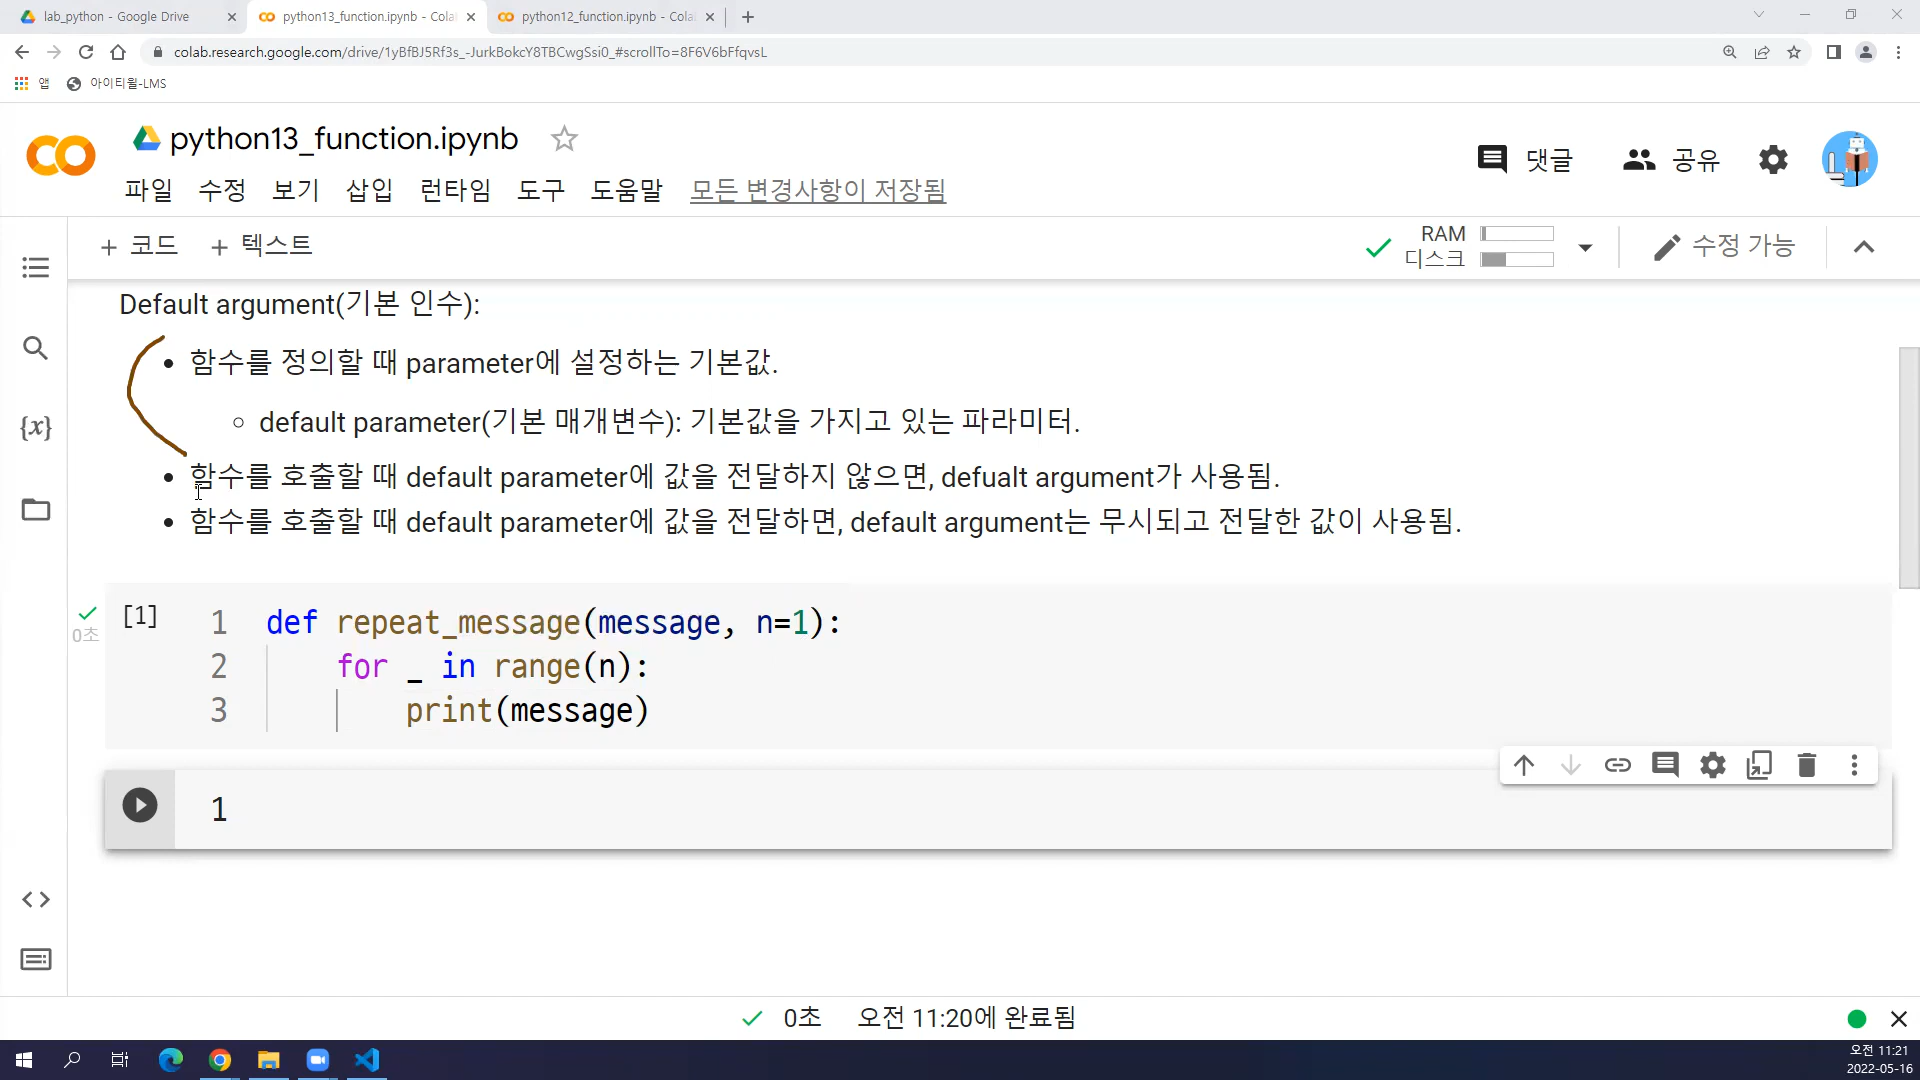 lab_python - Google Drive
python13_function.ipynb - Cola
python12_function.ipynb - Cola
colab.research.google.com/drive/1yBfBJ5Rf3s_-JurkBokcY8TBCwgSsi0_#scrollTo=8F6V6bFfqvsL
앱 아이티윌-LMS
python13_function.ipynb
댓글 공유
파일 수정 보기 삽입 런타임 도구 도움말 모든 변경사항이 저장됨
+ 코드 + 텍스트
RAM
디스크
수정 가능
Default argument(기본 인수):
함수를 정의할 때 parameter에 설정하는 기본값.
default parameter(기본 매개변수): 기본값을 가지고 있는 파라미터.
함수를 호출할 때 default parameter에 값을 전달하지 않으면, defualt argument가 사용됨.
함수를 호출할 때 default parameter에 값을 전달하면, default argument는 무시되고 전달한 값이 사용됨.
0초
[1]
1 def repeat_message(message, n=1):
2 for _ in range(n):
3 print(message)
1
0초 오전 11:20에 완료됨
오전 11:21
2022-05-16